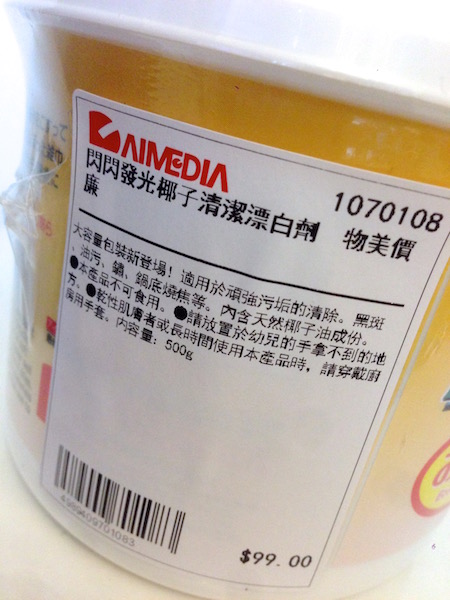 AIMEDIA
1070108
閃閃發光椰子清潔漂白劑 物美價
廉
大容量包裝新登場！適用於頑強污垢的清除。黑斑
、油污、鏽、鍋底燒焦等。內含天然椰子油成份。
●本產品不可食用。●請放置於幼兒的手拿不到的地
方。●乾性肌膚者或長時間使用本產品時，請穿戴廚
房用手套。內容量：500g
4989409701083
$99.00